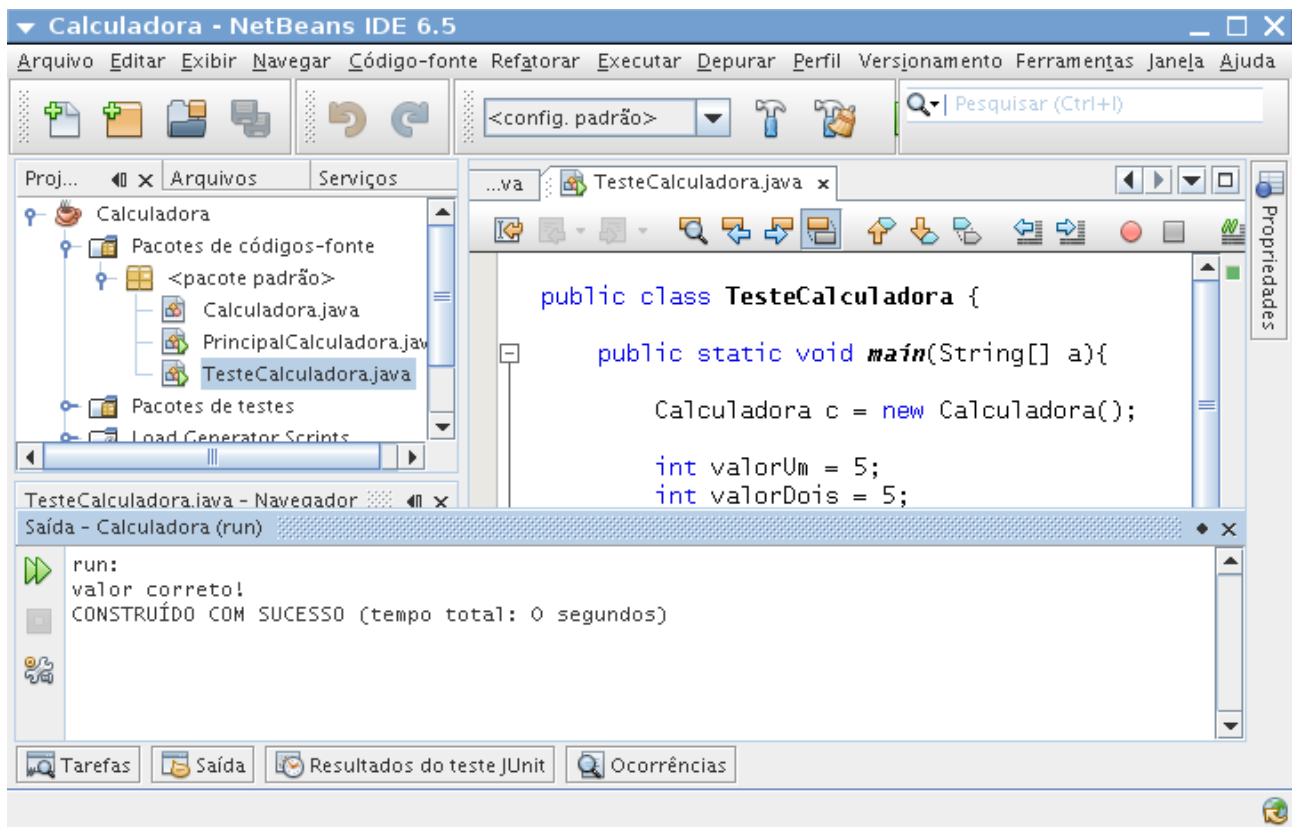 Calculadora - NetBeans IDE 6.5
Arquivo Editar Exibir Navegar Código-fonte Refatorar Executar Depurar Perfil Versionamento Ferramentas Janela Ajuda
<config. padrão>
Pesquisar (Ctrl+I)
Proj... Arquivos Serviços
Calculadora
Pacotes de códigos-fonte
<pacote padrão>
Calculadora.java
PrincipalCalculadora.jav
TesteCalculadora.java
Pacotes de testes
Load Generator Scripts
TesteCalculadora.java - Navegador
...va TesteCalculadora.java
public class TesteCalculadora {
public static void main(String[] a){
Calculadora c = new Calculadora();
int valorUm = 5;
int valorDois = 5;
Propriedades
Saída - Calculadora (run)
run:
valor correto!
CONSTRUÍDO COM SUCESSO (tempo total: 0 segundos)
Tarefas Saída Resultados do teste JUnit Ocorrências